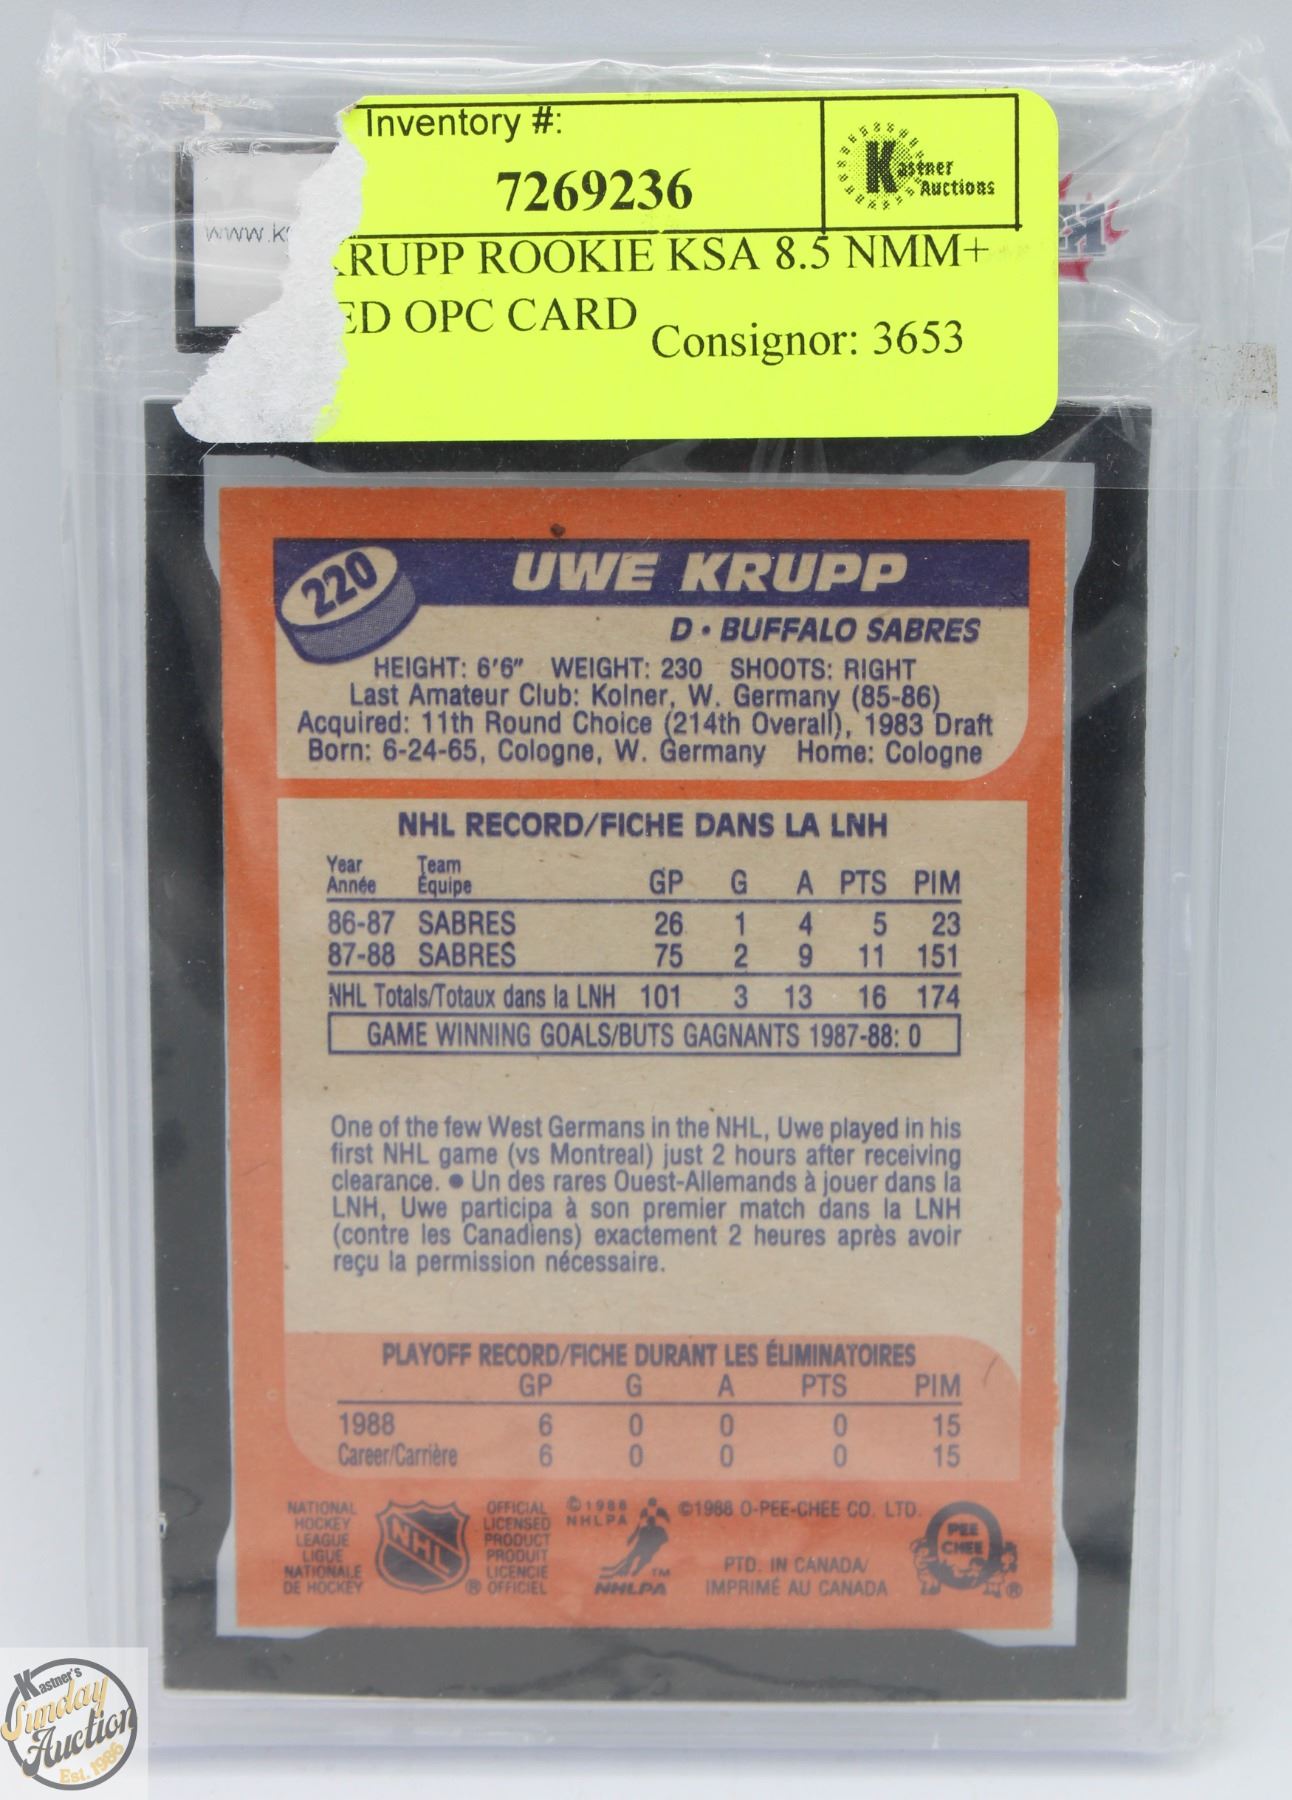 Inventory #:
7269236
Kastner
Auctions
KRUPP ROOKIE KSA 8.5 NMM+
ED OPC CARD
Consignor: 3653
www.k
220
UWE KRUPP
D · BUFFALO SABRES
HEIGHT: 6'6" WEIGHT: 230 SHOOTS: RIGHT
Last Amateur Club: Kolner, W. Germany (85-86)
Acquired: 11th Round Choice (214th Overall), 1983 Draft
Born: 6-24-65, Cologne, W. Germany Home: Cologne
NHL RECORD/FICHE DANS LA LNH
Year Team
Année Équipe GP G A PTS PIM
86-87 SABRES 26 1 4 5 23
87-88 SABRES 75 2 9 11 151
NHL Totals/Totaux dans la LNH 101 3 13 16 174
GAME WINNING GOALS/BUTS GAGNANTS 1987-88: 0
One of the few West Germans in the NHL, Uwe played in his
first NHL game (vs Montreal) just 2 hours after receiving
clearance. ● Un des rares Ouest-Allemands à jouer dans la
LNH, Uwe participa à son premier match dans la LNH
(contre les Canadiens) exactement 2 heures après avoir
reçu la permission nécessaire.
PLAYOFF RECORD/FICHE DURANT LES ÉLIMINATOIRES
GP G A PTS PIM
1988 6 0 0 0 15
Career/Carrière 6 0 0 0 15
NATIONAL
HOCKEY
LEAGUE
LIGUE
NATIONALE
DE HOCKEY
NHL
®
OFFICIAL
LICENSED
PRODUCT
PRODUIT
LICENCIE
OFFICIEL
©1988
NHLPA
TM
NHLPA
©1988 O-PEE-CHEE CO. LTD.
PTD. IN CANADA/
IMPRIMÉ AU CANADA
O
PEE
CHEE
®
Kastner's
Sunday
Auction
Est. 1986